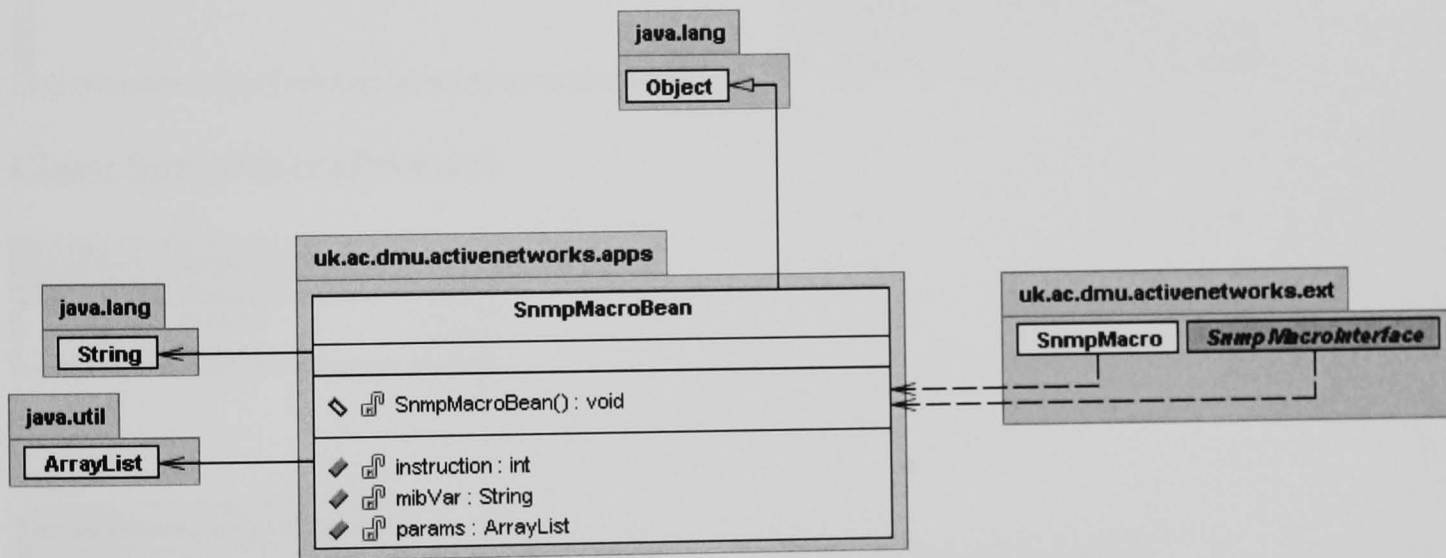 java.lang
Object
uk.ac.dmu.activenetworks.apps
SnmpMacroBean
SnmpMacroBean() : void
instruction : int
mibVar : String
params : ArrayList
java.lang
String
java.util
ArrayList
uk.ac.dmu.activenetworks.ext
SnmpMacro
SnmpMacroInterface